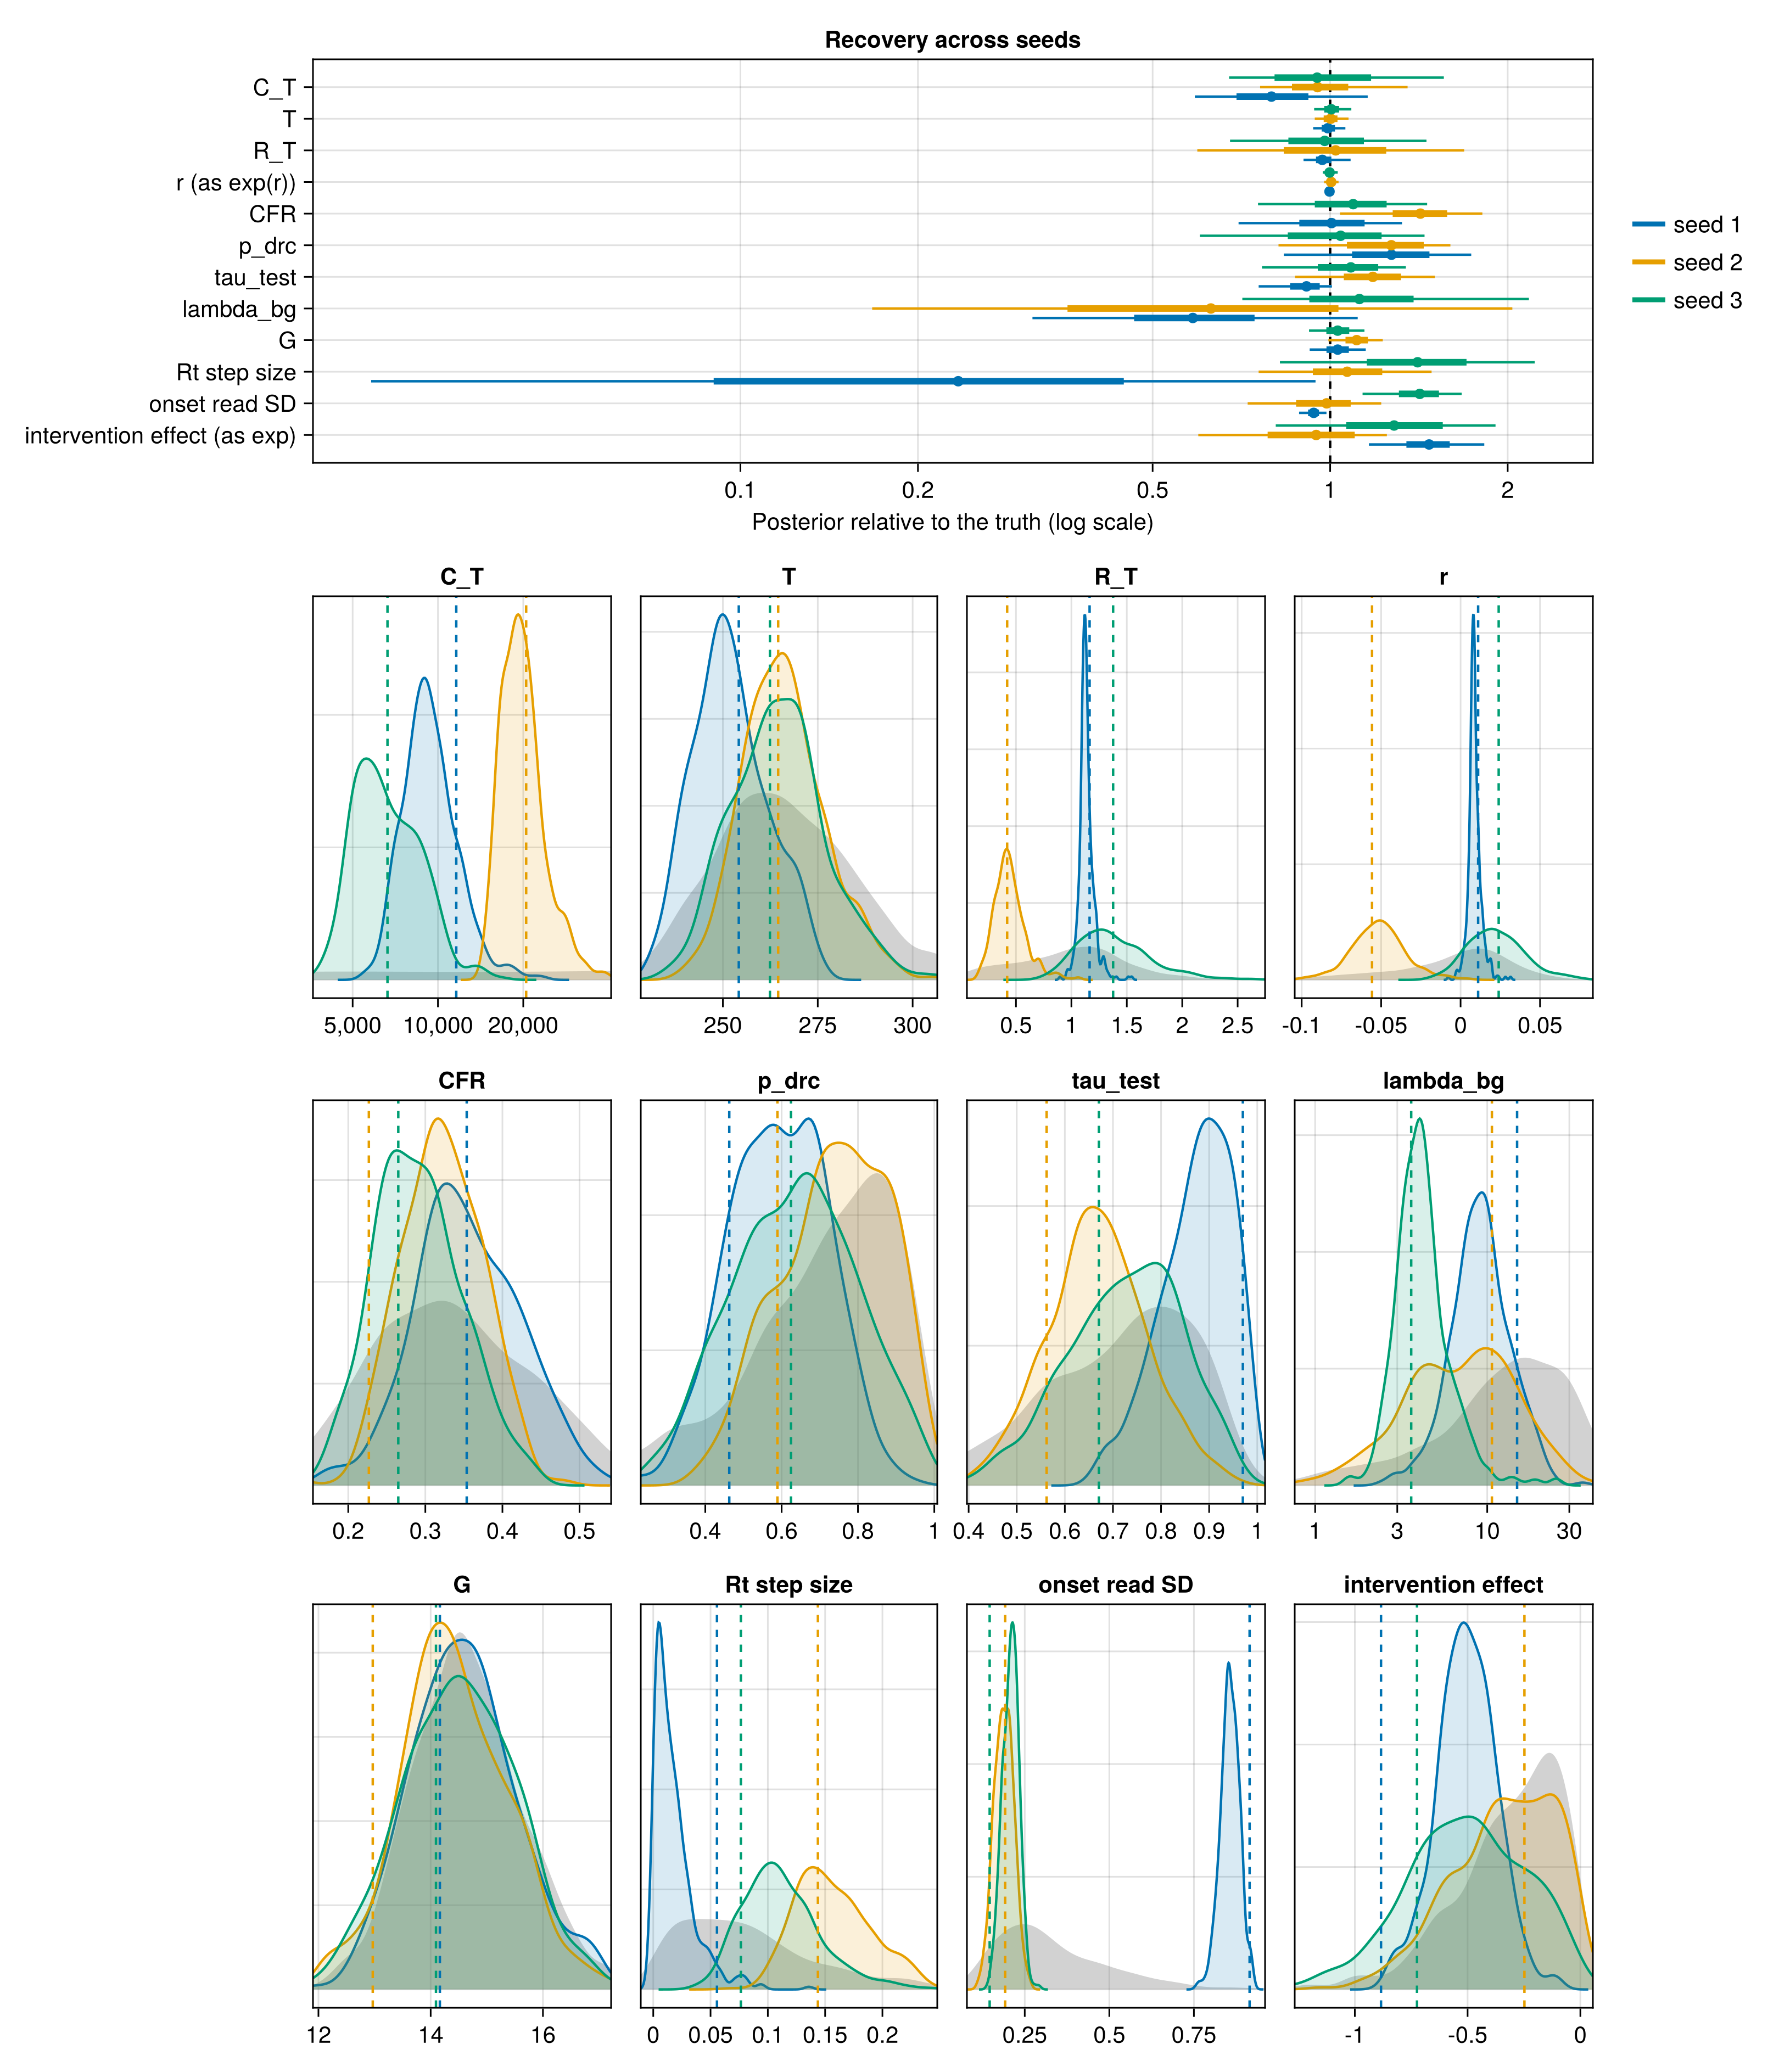 Recovery across seeds
C_T
T
R_T
r (as exp(r))
CFR
p_drc
tau_test
lambda_bg
G
Rt step size
onset read SD
intervention effect (as exp)
0.1 0.2 0.5 1 2
Posterior relative to the truth (log scale)
seed 1
seed 2
seed 3
C_T T R_T r
5,000 10,000 20,000 250 275 300 0.5 1 1.5 2 2.5 -0.1 -0.05 0 0.05
CFR p_drc tau_test lambda_bg
0.2 0.3 0.4 0.5 0.4 0.6 0.8 1 0.4 0.5 0.6 0.7 0.8 0.9 1 1 3 10 30
G Rt step size onset read SD intervention effect
12 14 16 0 0.05 0.1 0.15 0.2 0.25 0.5 0.75 -1 -0.5 0